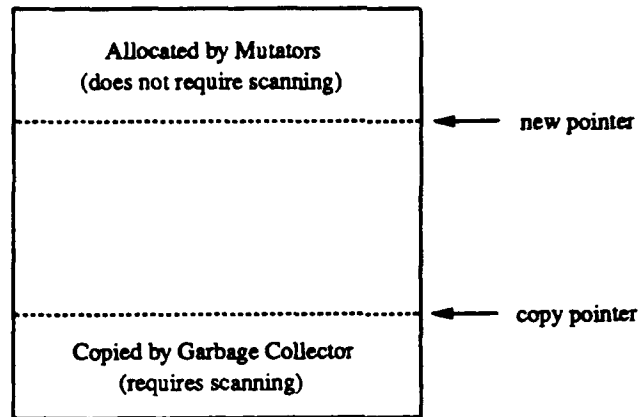 Allocated by Mutators
(does not require scanning)
new pointer
copy pointer
Copied by Garbage Collector
(requires scanning)